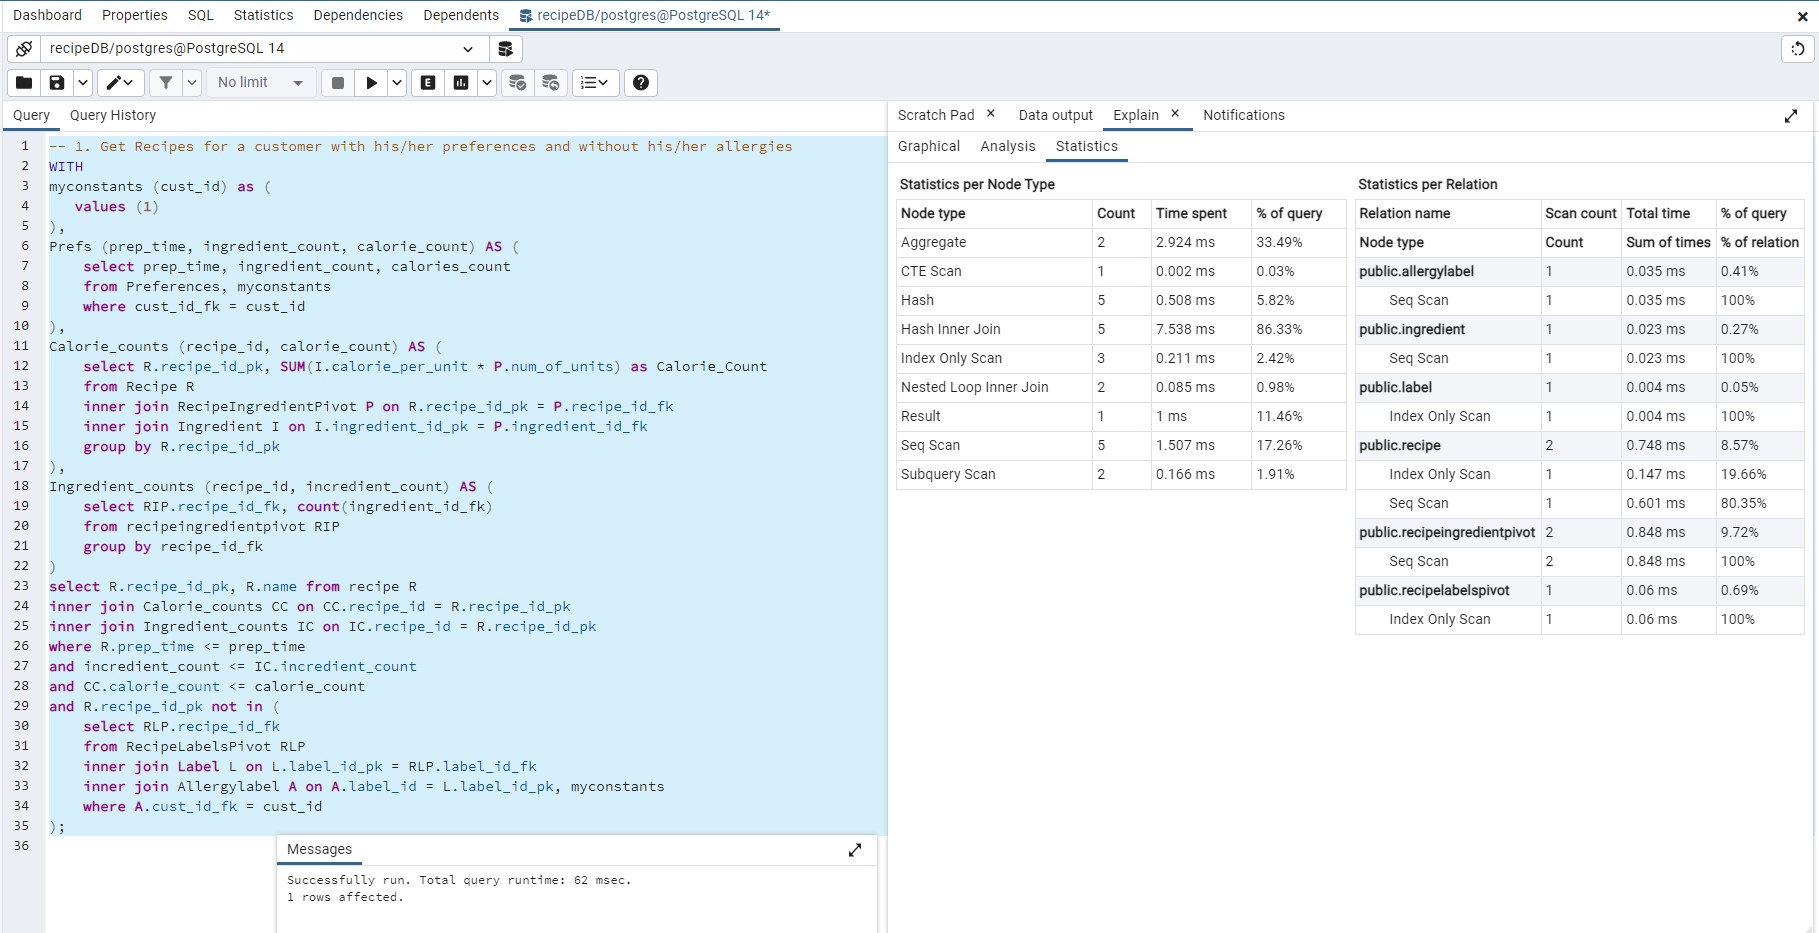 Dashboard Properties SQL Statistics Dependencies Dependents recipeDB/postgres@PostgreSQL 14*
recipeDB/postgres@PostgreSQL 14
No limit
Query Query History
1 -- 1. Get Recipes for a customer with his/her preferences and without his/her allergies
2 WITH
3 myconstants (cust_id) as (
4 values (1)
5 ),
6 Prefs (prep_time, ingredient_count, calorie_count) AS (
7 select prep_time, ingredient_count, calories_count
8 from Preferences, myconstants
9 where cust_id_fk = cust_id
10 ),
11 Calorie_counts (recipe_id, calorie_count) AS (
12 select R.recipe_id_pk, SUM(I.calorie_per_unit * P.num_of_units) as Calorie_Count
13 from Recipe R
14 inner join RecipeIngredientPivot P on R.recipe_id_pk = P.recipe_id_fk
15 inner join Ingredient I on I.ingredient_id_pk = P.ingredient_id_fk
16 group by R.recipe_id_pk
17 ),
18 Ingredient_counts (recipe_id, incredient_count) AS (
19 select RIP.recipe_id_fk, count(ingredient_id_fk)
20 from recipeingredientpivot RIP
21 group by recipe_id_fk
22 )
23 select R.recipe_id_pk, R.name from recipe R
24 inner join Calorie_counts CC on CC.recipe_id = R.recipe_id_pk
25 inner join Ingredient_counts IC on IC.recipe_id = R.recipe_id_pk
26 where R.prep_time <= prep_time
27 and incredient_count <= IC.incredient_count
28 and CC.calorie_count <= calorie_count
29 and R.recipe_id_pk not in (
30 select RLP.recipe_id_fk
31 from RecipeLabelsPivot RLP
32 inner join Label L on L.label_id_pk = RLP.label_id_fk
33 inner join Allergylabel A on A.label_id = L.label_id_pk, myconstants
34 where A.cust_id_fk = cust_id
35 );
36
Messages
Successfully run. Total query runtime: 62 msec.
1 rows affected.
Scratch Pad Data output Explain Notifications
Graphical Analysis Statistics
Statistics per Node Type
Node type Count Time spent % of query
Aggregate 2 2.924 ms 33.49%
CTE Scan 1 0.002 ms 0.03%
Hash 5 0.508 ms 5.82%
Hash Inner Join 5 7.538 ms 86.33%
Index Only Scan 3 0.211 ms 2.42%
Nested Loop Inner Join 2 0.085 ms 0.98%
Result 1 1 ms 11.46%
Seq Scan 5 1.507 ms 17.26%
Subquery Scan 2 0.166 ms 1.91%
Statistics per Relation
Relation name Scan count Total time % of query
Node type Count Sum of times % of relation
public.allergylabel 1 0.035 ms 0.41%
Seq Scan 1 0.035 ms 100%
public.ingredient 1 0.023 ms 0.27%
Seq Scan 1 0.023 ms 100%
public.label 1 0.004 ms 0.05%
Index Only Scan 1 0.004 ms 100%
public.recipe 2 0.748 ms 8.57%
Index Only Scan 1 0.147 ms 19.66%
Seq Scan 1 0.601 ms 80.35%
public.recipeingredientpivot 2 0.848 ms 9.72%
Seq Scan 2 0.848 ms 100%
public.recipelabelspivot 1 0.06 ms 0.69%
Index Only Scan 1 0.06 ms 100%